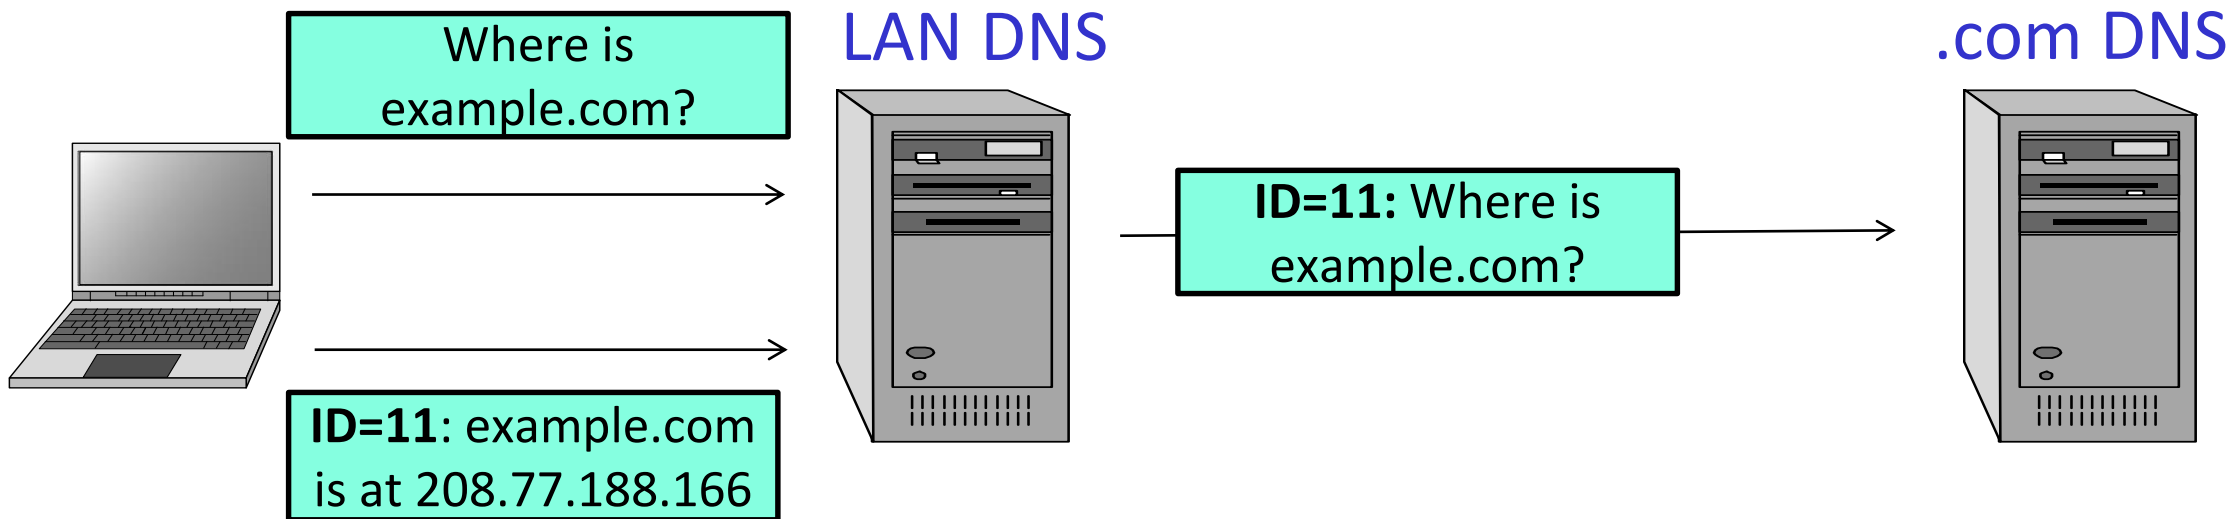 Where is
example.com?
LAN DNS
.com DNS
ID=11: Where is
example.com?
ID=11: example.com
is at 208.77.188.166